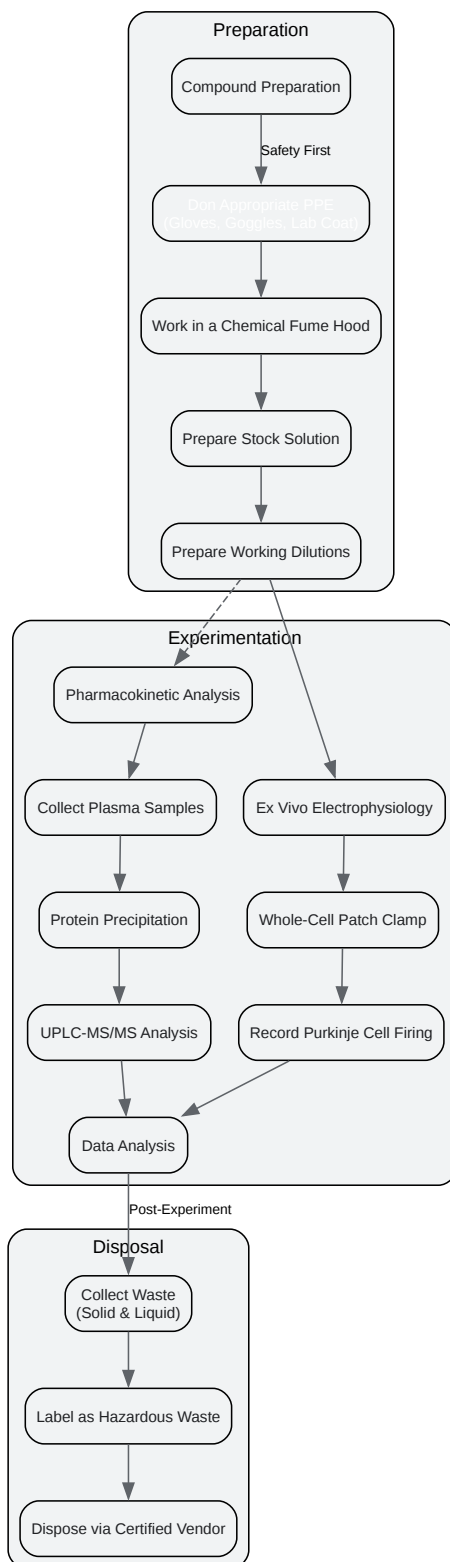 Preparation
Compound Preparation
Safety First
Don Appropriate PPE
(Gloves, Goggles, Lab Coat)
Work in a Chemical Fume Hood
Prepare Stock Solution
Prepare Working Dilutions
Experimentation
Pharmacokinetic Analysis
Collect Plasma Samples
Ex Vivo Electrophysiology
Protein Precipitation
Whole-Cell Patch Clamp
UPLC-MS/MS Analysis
Record Purkinje Cell Firing
Data Analysis
Post-Experiment
Disposal
Collect Waste
(Solid & Liquid)
Label as Hazardous Waste
Dispose via Certified Vendor